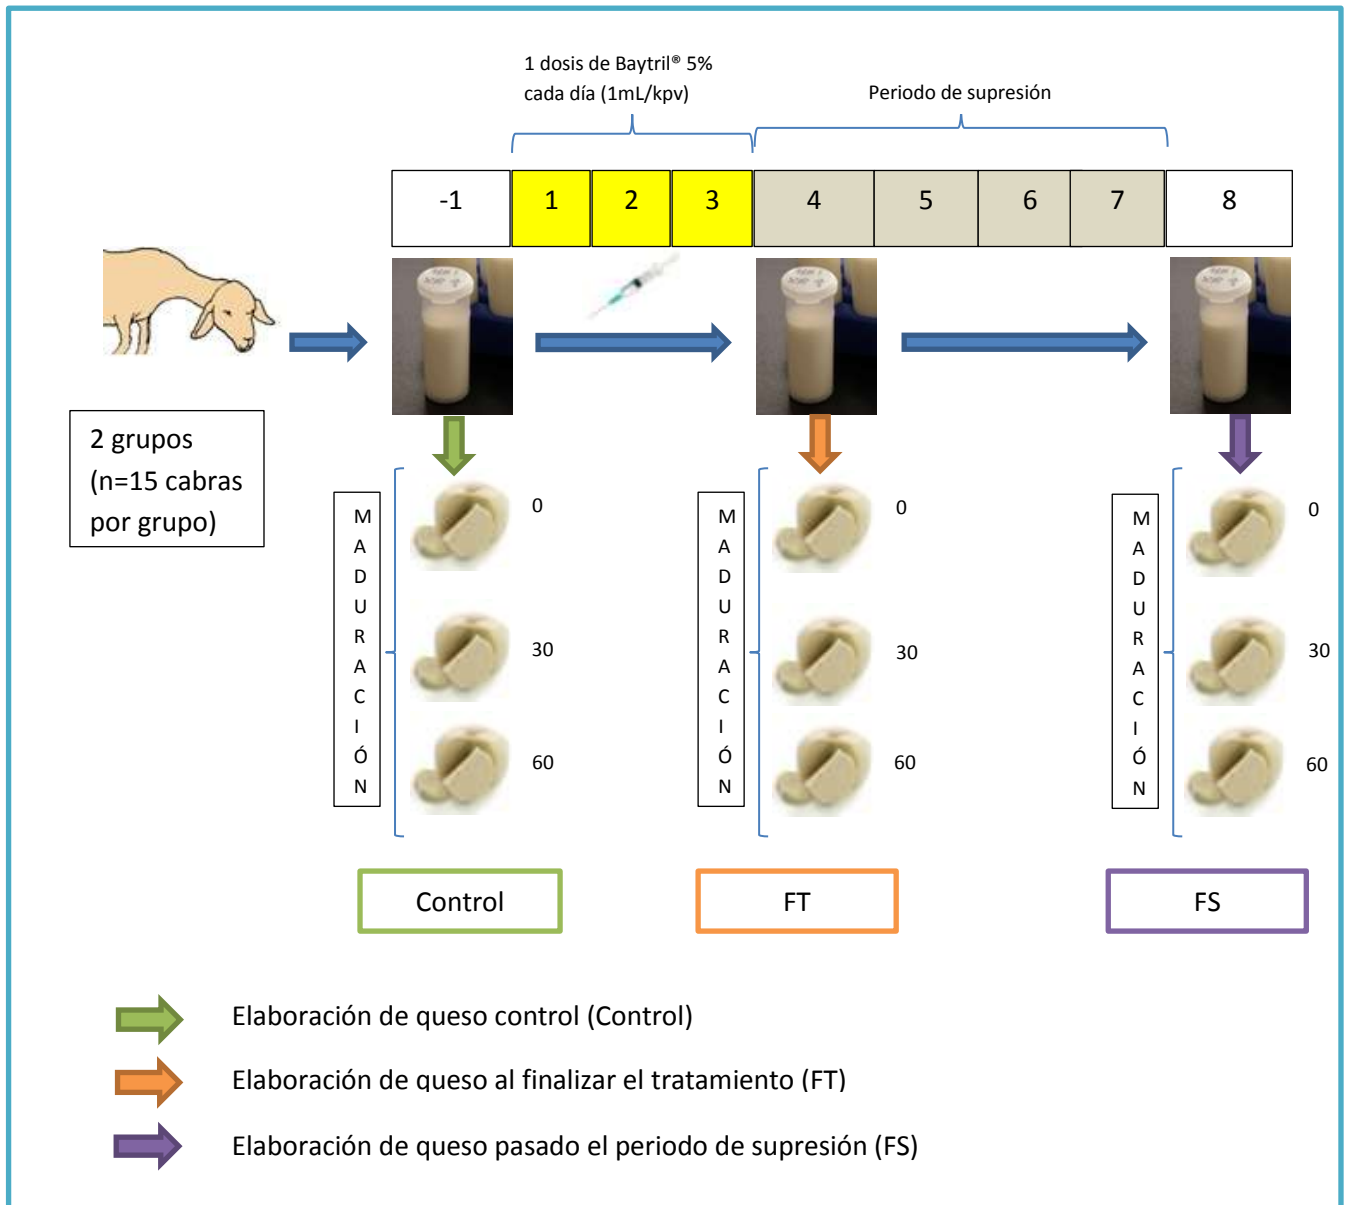 1 dosis de Baytril® 5%
cada día (1mL/kpv)
Periodo de supresión
-1
1
2
3
4
5
6
7
8
2 grupos
(n=15 cabras
por grupo)
MADURACIÓN
0
30
60
MADURACIÓN
0
30
60
MADURACIÓN
0
30
60
Control
FT
FS
Elaboración de queso control (Control)
Elaboración de queso al finalizar el tratamiento (FT)
Elaboración de queso pasado el periodo de supresión (FS)